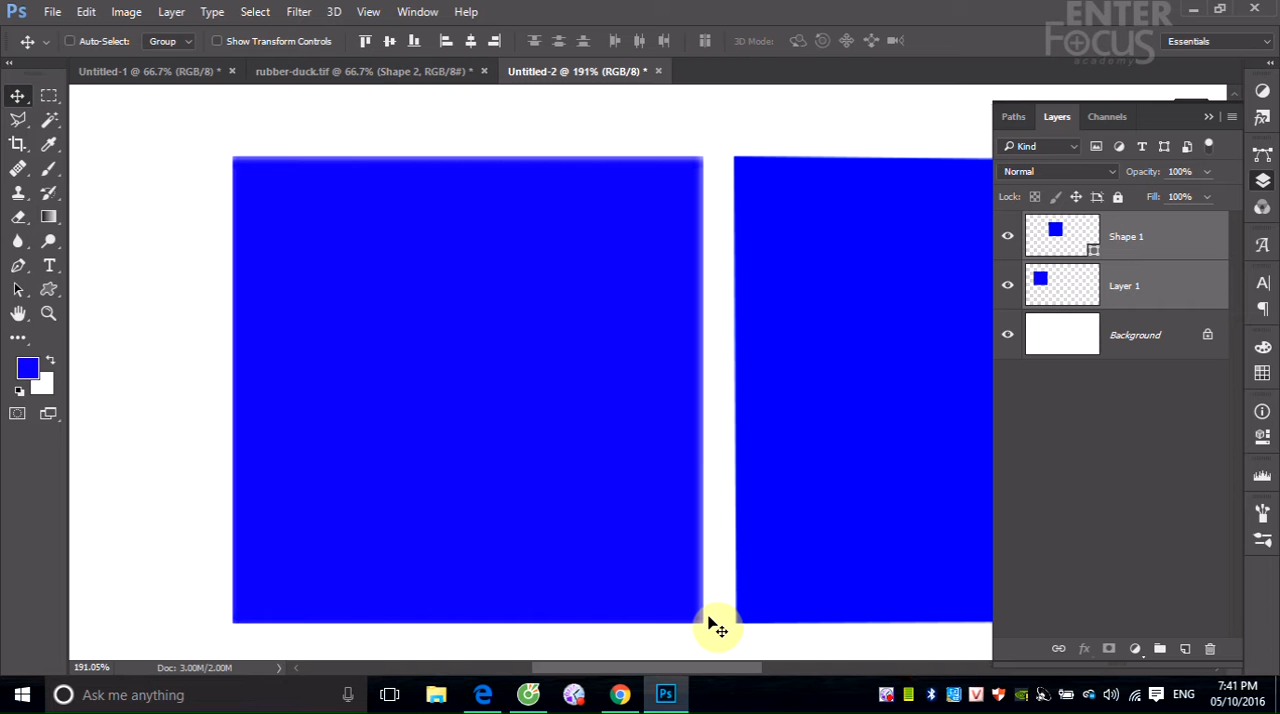 Ps File Edit Image Layer Type Select Filter 3D View Window Help
ENTER
FOCUS
academy
Auto-Select: Group Show Transform Controls 3D Mode: Essentials
Untitled-1 @ 66.7% (RGB/8) * × rubber-duck.tif @ 66.7% (Shape 2, RGB/8#) * × Untitled-2 @ 191% (RGB/8) * ×
Paths Layers Channels
Kind
Normal Opacity: 100%
Lock: Fill: 100%
Shape 1
Layer 1
Background
191.05% Doc: 3.00M/2.00M
Ask me anything
ENG
7:41 PM
05/10/2016